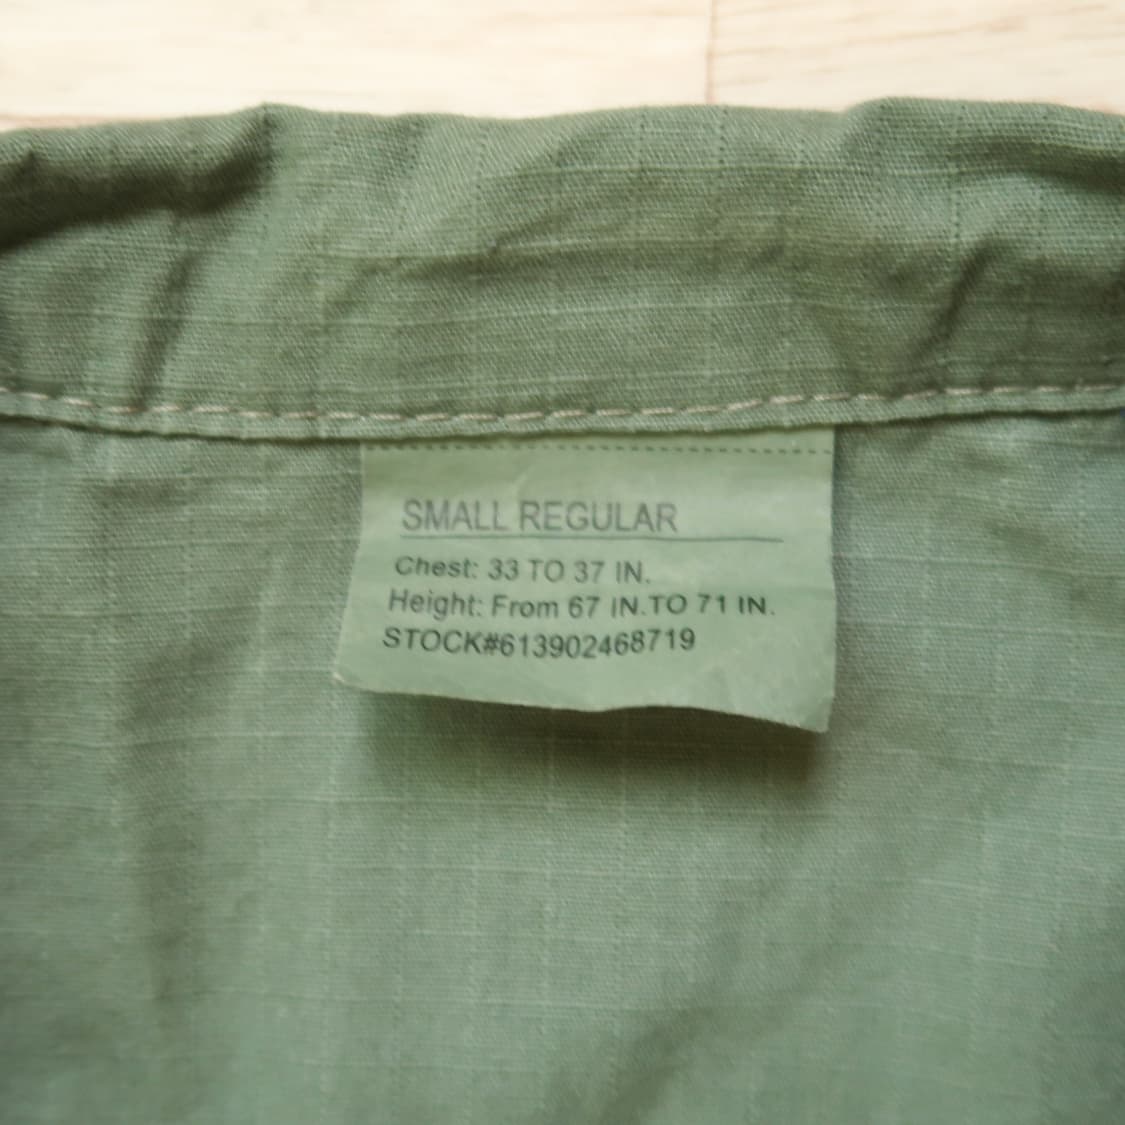 SMALL REGULAR
Chest: 33 TO 37 IN.
Height: From 67 IN.TO 71 IN.
STOCK#613902468719